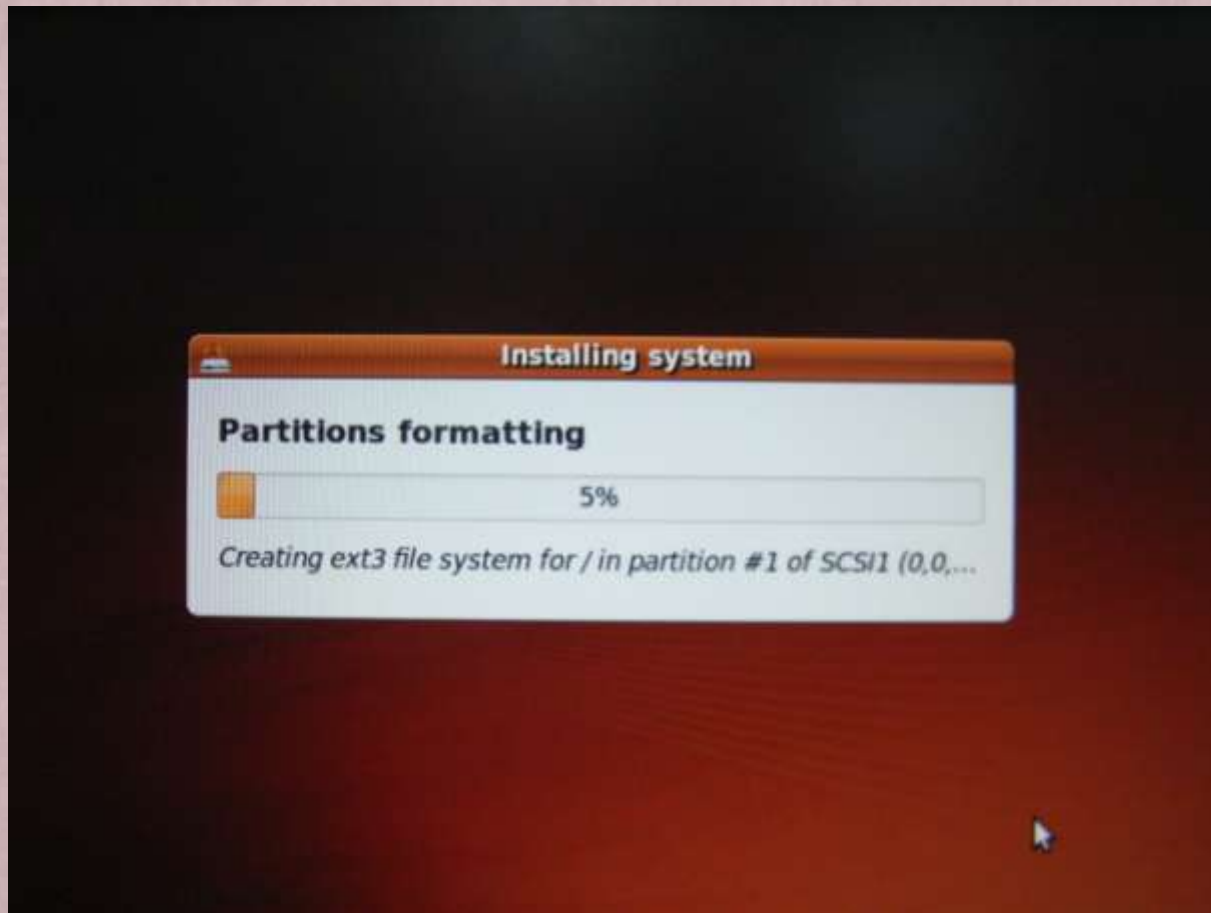 Installing system
Partitions formatting
5%
Creating ext3 file system for / in partition #1 of SCSI1 (0,0,...